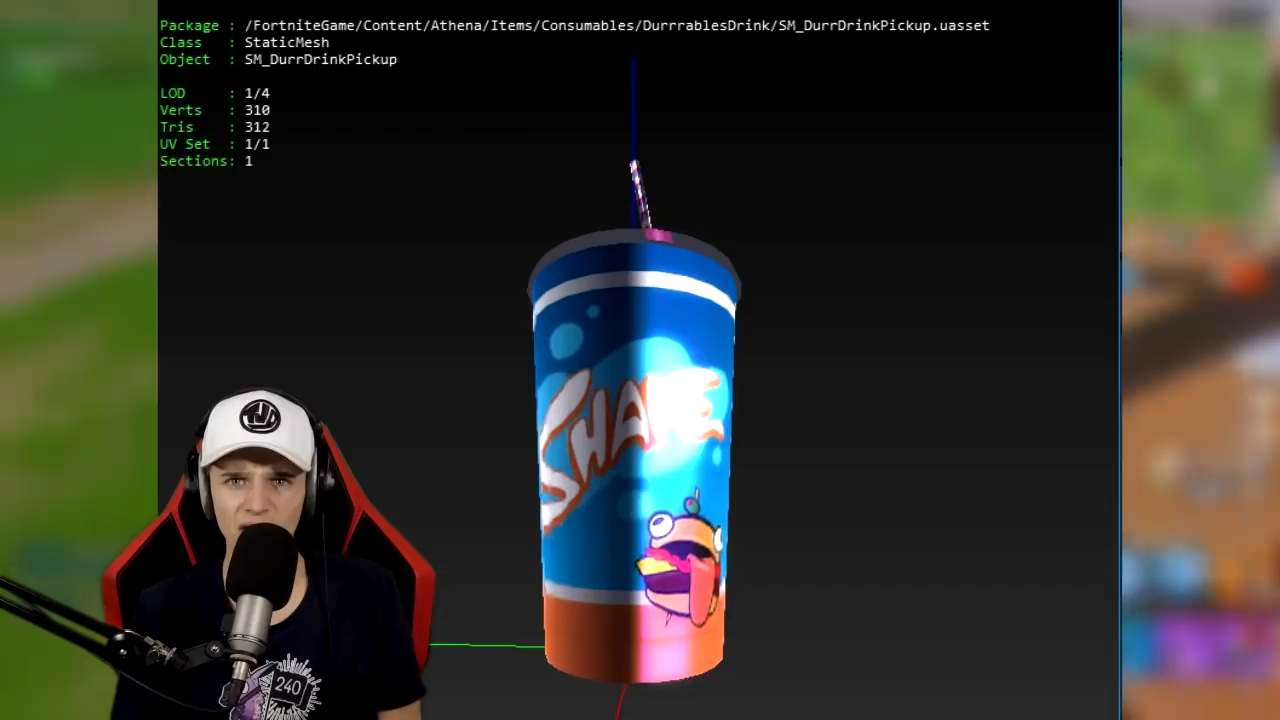 Package : /FortniteGame/Content/Athena/Items/Consumables/DurrrablesDrink/SM_DurrDrinkPickup.uasset
Class : StaticMesh
Object : SM_DurrDrinkPickup
LOD : 1/4
Verts : 310
Tris : 312
UV Set : 1/1
Sections: 1
SHAKE
240